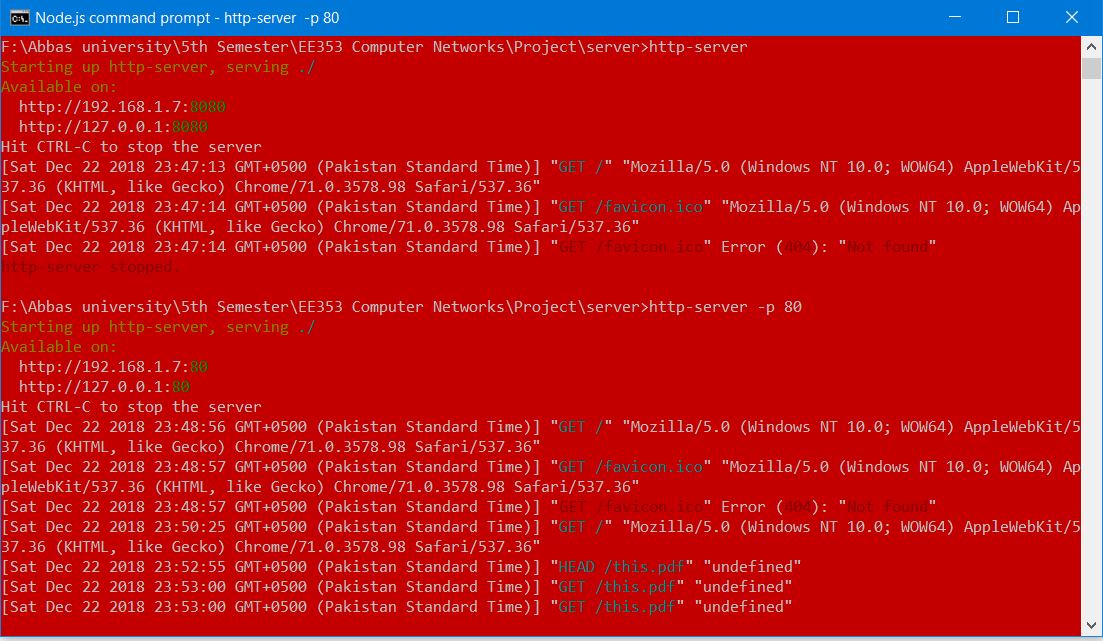 Node.js command prompt - http-server  -p 80
F:\Abbas university\5th Semester\EE353 Computer Networks\Project\server>http-server
Starting up http-server, serving ./
Available on:
  http://192.168.1.7:8080
  http://127.0.0.1:8080
Hit CTRL-C to stop the server
[Sat Dec 22 2018 23:47:13 GMT+0500 (Pakistan Standard Time)] "GET /" "Mozilla/5.0 (Windows NT 10.0; WOW64) AppleWebKit/5
37.36 (KHTML, like Gecko) Chrome/71.0.3578.98 Safari/537.36"
[Sat Dec 22 2018 23:47:14 GMT+0500 (Pakistan Standard Time)] "GET /favicon.ico" "Mozilla/5.0 (Windows NT 10.0; WOW64) Ap
pleWebKit/537.36 (KHTML, like Gecko) Chrome/71.0.3578.98 Safari/537.36"
[Sat Dec 22 2018 23:47:14 GMT+0500 (Pakistan Standard Time)] "GET /favicon.ico" Error (404): "Not found"
http-server stopped.
F:\Abbas university\5th Semester\EE353 Computer Networks\Project\server>http-server -p 80
Starting up http-server, serving ./
Available on:
  http://192.168.1.7:80
  http://127.0.0.1:80
Hit CTRL-C to stop the server
[Sat Dec 22 2018 23:48:56 GMT+0500 (Pakistan Standard Time)] "GET /" "Mozilla/5.0 (Windows NT 10.0; WOW64) AppleWebKit/5
37.36 (KHTML, like Gecko) Chrome/71.0.3578.98 Safari/537.36"
[Sat Dec 22 2018 23:48:57 GMT+0500 (Pakistan Standard Time)] "GET /favicon.ico" "Mozilla/5.0 (Windows NT 10.0; WOW64) Ap
pleWebKit/537.36 (KHTML, like Gecko) Chrome/71.0.3578.98 Safari/537.36"
[Sat Dec 22 2018 23:48:57 GMT+0500 (Pakistan Standard Time)] "GET /favicon.ico" Error (404): "Not found"
[Sat Dec 22 2018 23:50:25 GMT+0500 (Pakistan Standard Time)] "GET /" "Mozilla/5.0 (Windows NT 10.0; WOW64) AppleWebKit/5
37.36 (KHTML, like Gecko) Chrome/71.0.3578.98 Safari/537.36"
[Sat Dec 22 2018 23:52:55 GMT+0500 (Pakistan Standard Time)] "HEAD /this.pdf" "undefined"
[Sat Dec 22 2018 23:53:00 GMT+0500 (Pakistan Standard Time)] "GET /this.pdf" "undefined"
[Sat Dec 22 2018 23:53:00 GMT+0500 (Pakistan Standard Time)] "GET /this.pdf" "undefined"